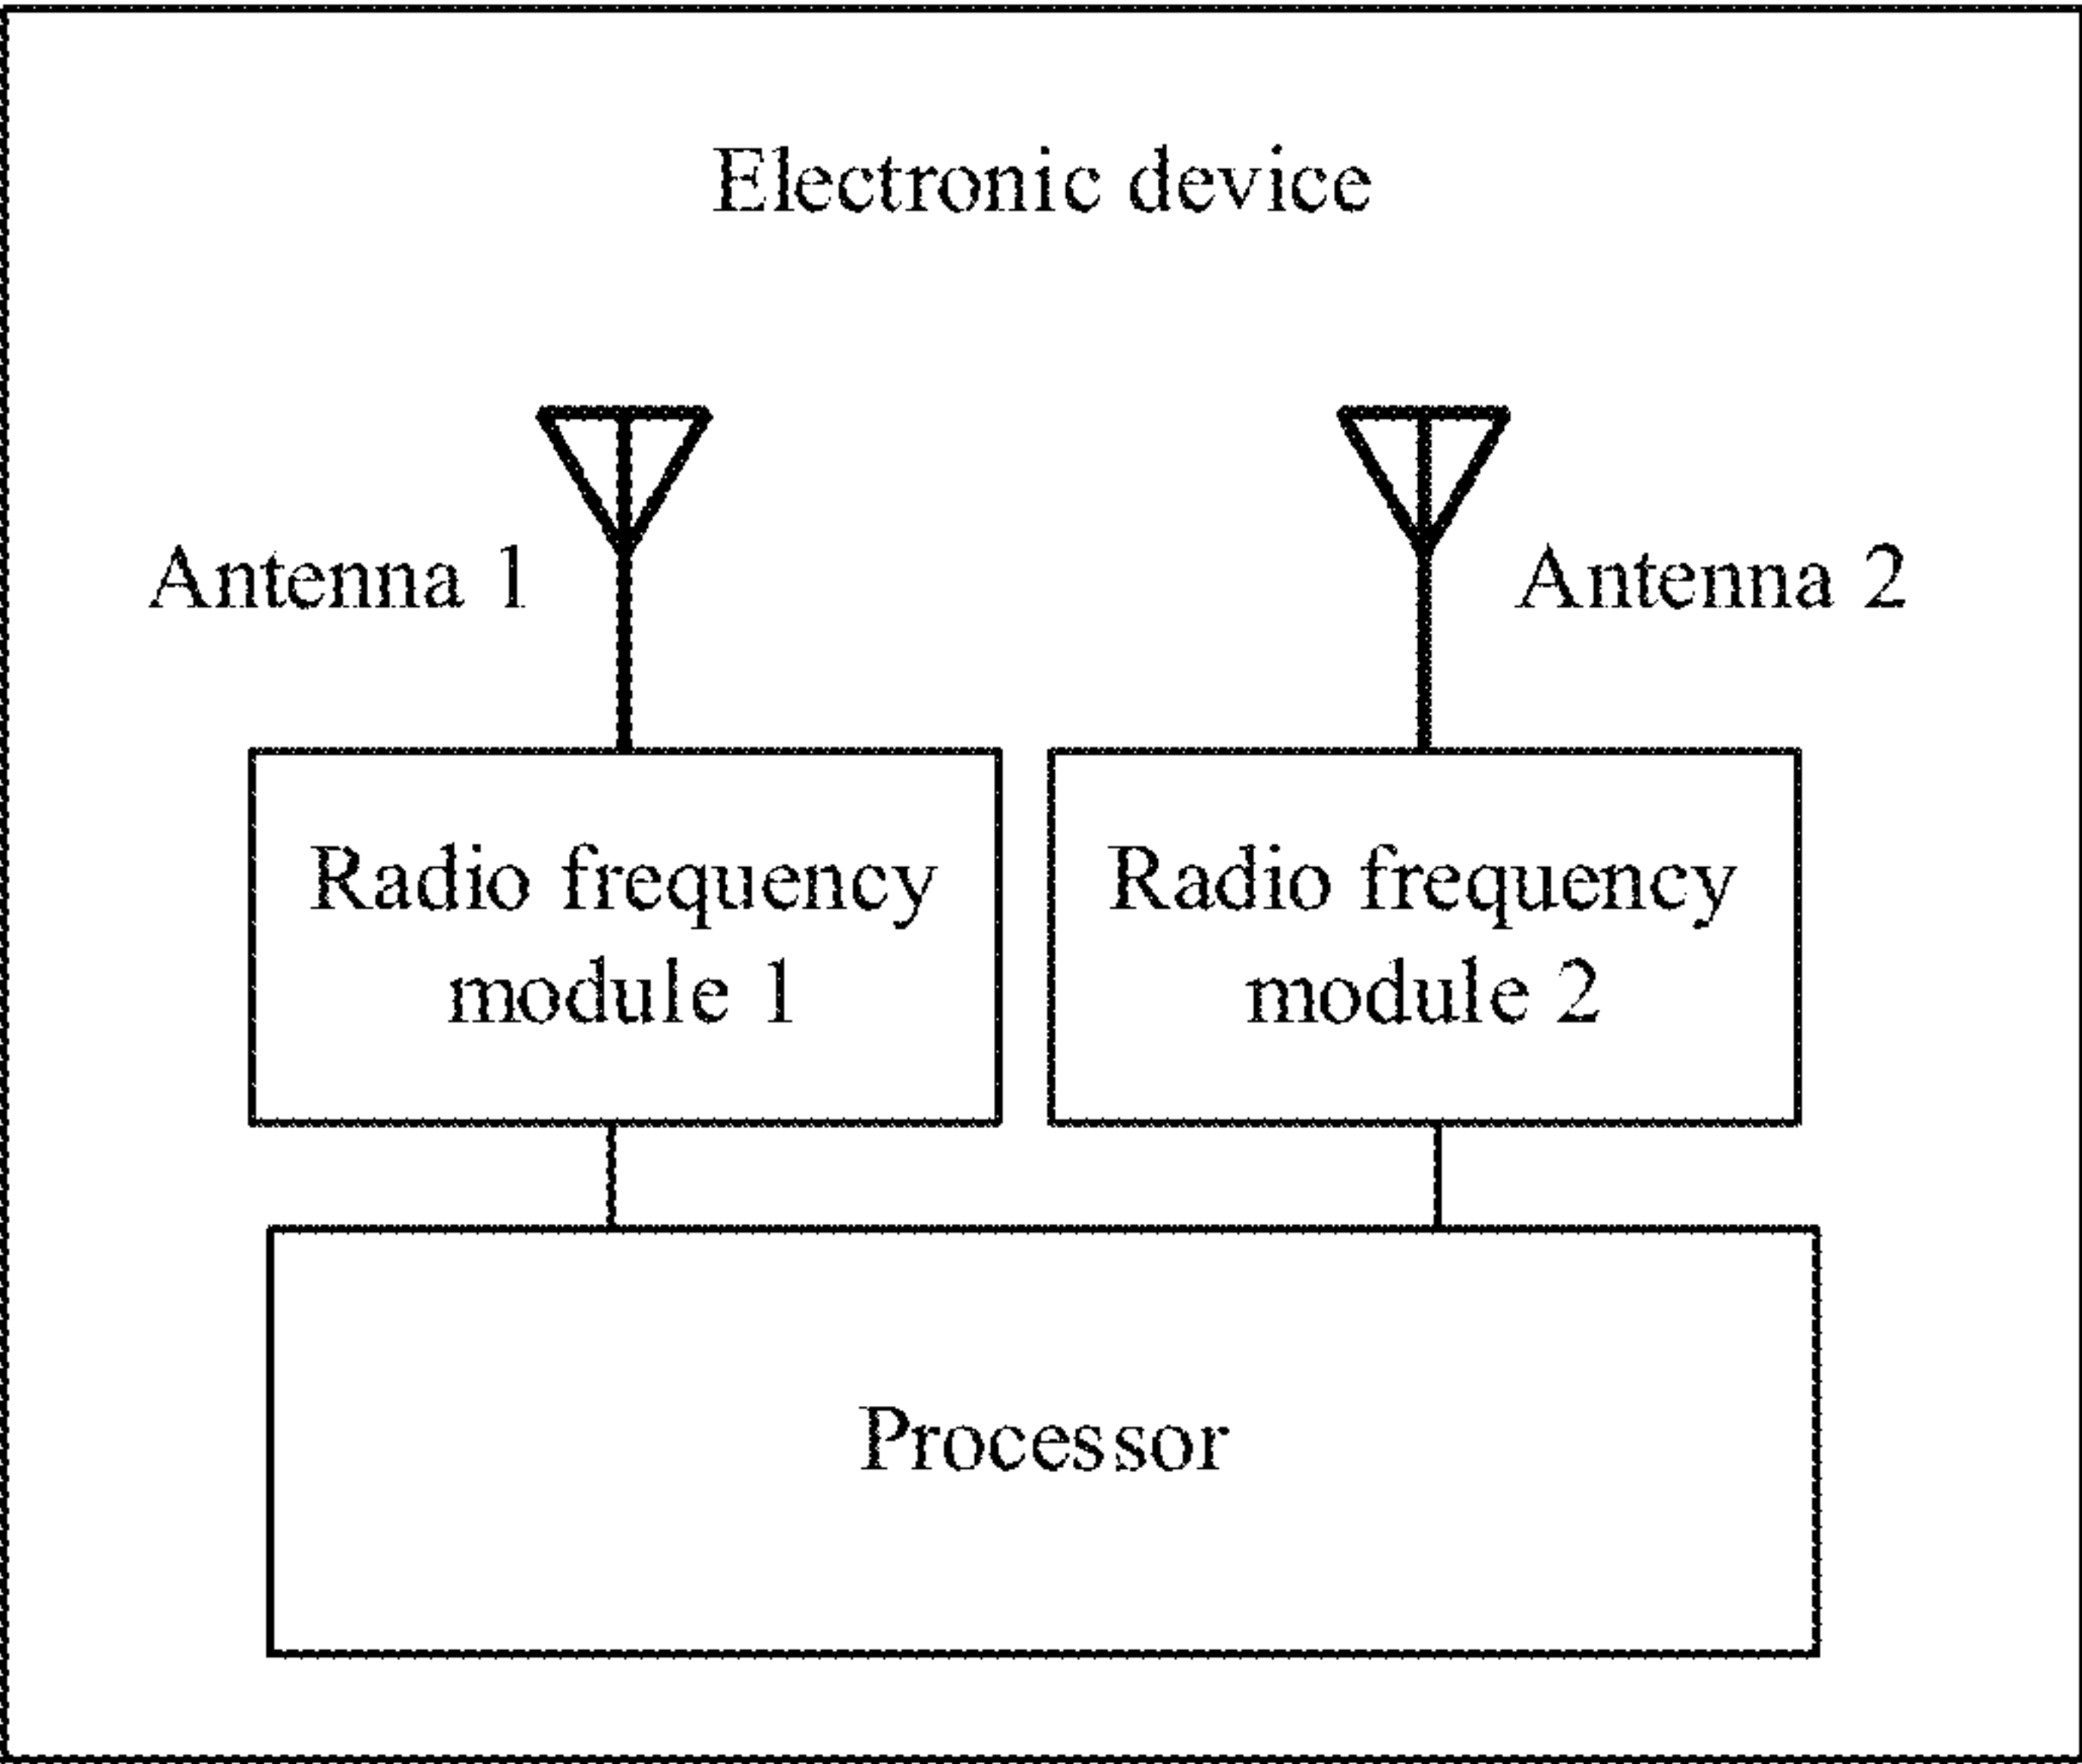 Electronic device
Antenna 1
Antenna 2
Radio frequency
module 1
Radio frequency
module 2
Processor